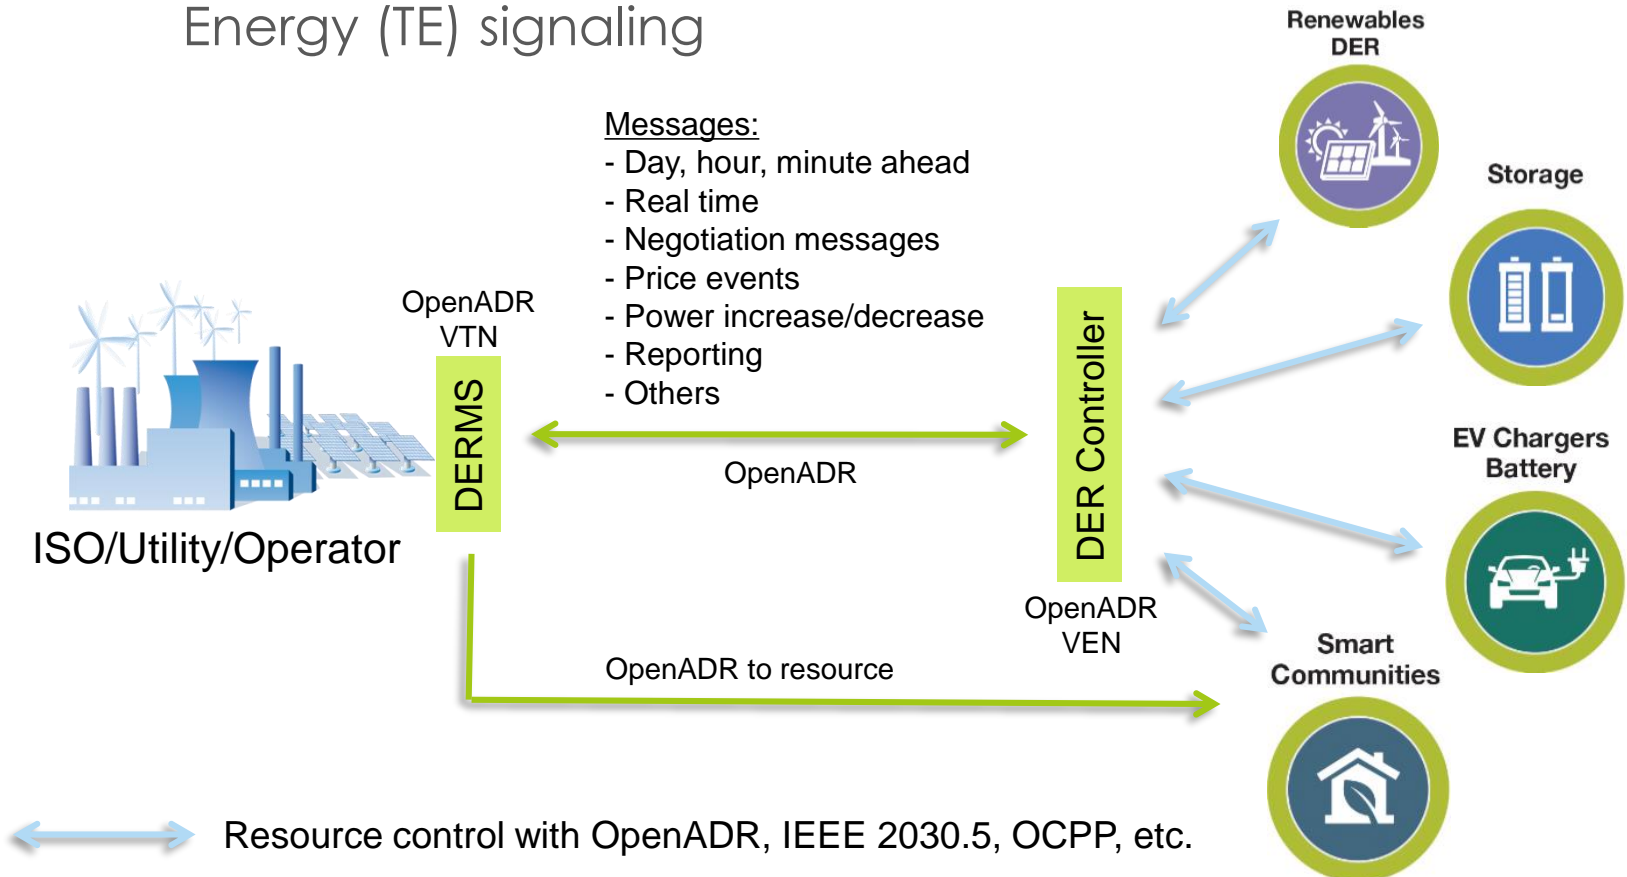 Energy (TE) signaling
Renewables
DER
Messages:
- Day, hour, minute ahead
- Real time
- Negotiation messages
- Price events
- Power increase/decrease
- Reporting
- Others
Storage
OpenADR
VTN
DERMS
DER Controller
OpenADR
EV Chargers
Battery
ISO/Utility/Operator
OpenADR
VEN
OpenADR to resource
Smart
Communities
Resource control with OpenADR, IEEE 2030.5, OCPP, etc.